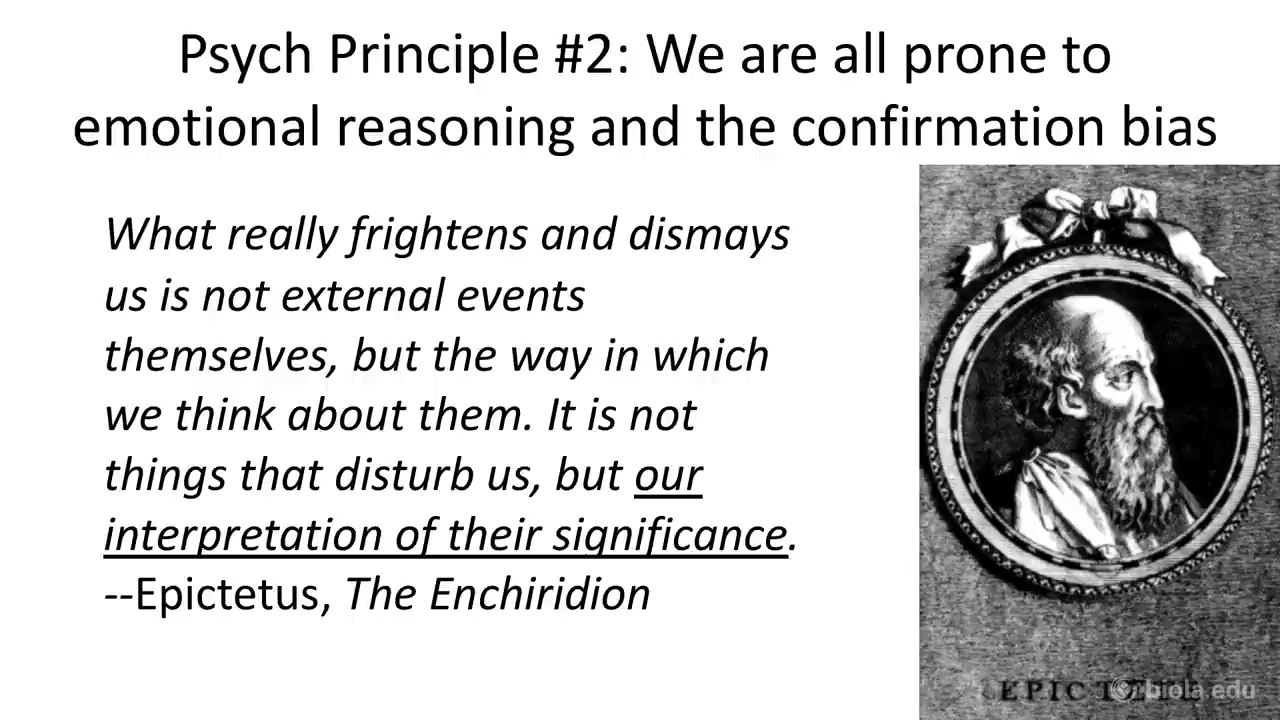 Psych Principle #2: We are all prone to
emotional reasoning and the confirmation bias
What really frightens and dismays
us is not external events
themselves, but the way in which
we think about them. It is not
things that disturb us, but our
interpretation of their significance.
--Epictetus, The Enchiridion
EPICTE
biola.edu